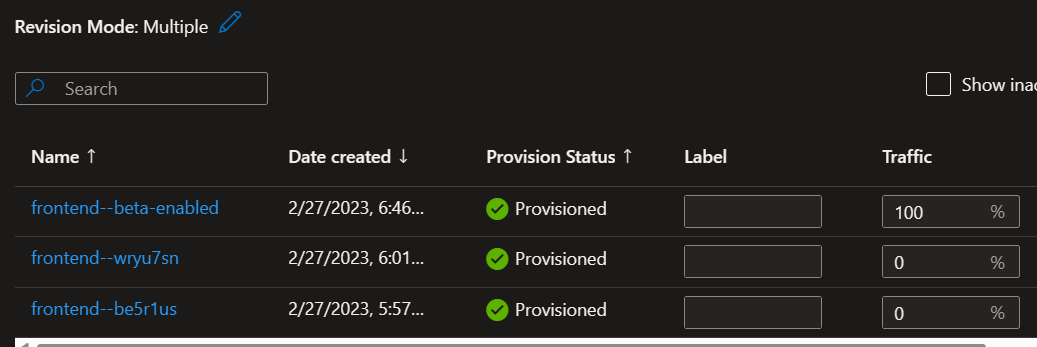 Revision Mode: Multiple
Search
Show inac
Name ↑ Date created ↓ Provision Status ↑ Label Traffic
frontend--beta-enabled 2/27/2023, 6:46... Provisioned 100 %
frontend--wryu7sn 2/27/2023, 6:01... Provisioned 0 %
frontend--be5r1us 2/27/2023, 5:57... Provisioned 0 %